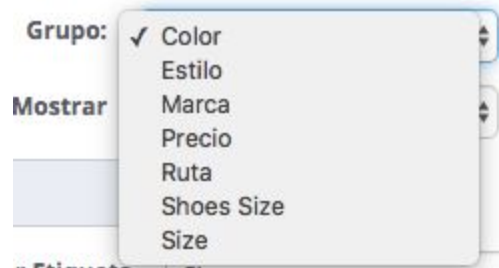 Grupo:
✓ Color
Estilo
Mostrar
Marca
Precio
Ruta
Shoes Size
Size